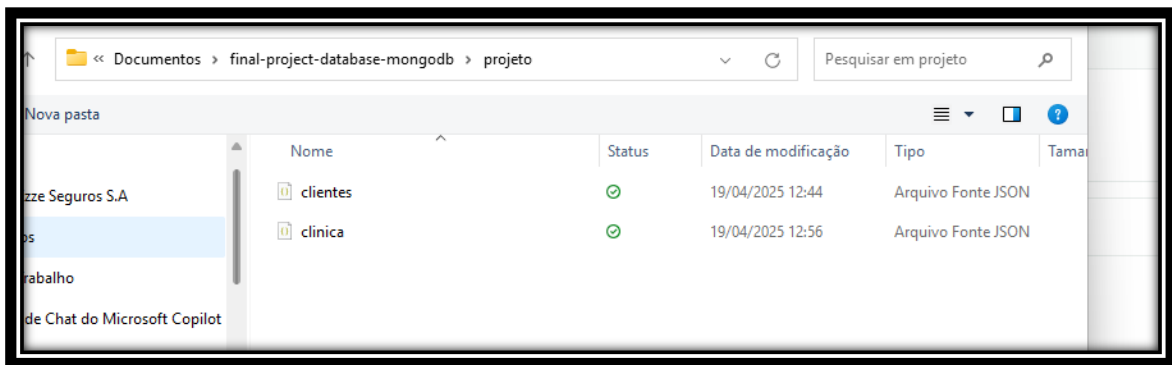 « Documentos › final-project-database-mongodb › projeto
Pesquisar em projeto
Nova pasta
Nome Status Data de modificação Tipo Tamar
zze Seguros S.A
clientes 19/04/2025 12:44 Arquivo Fonte JSON
os
clinica 19/04/2025 12:56 Arquivo Fonte JSON
rabalho
de Chat do Microsoft Copilot